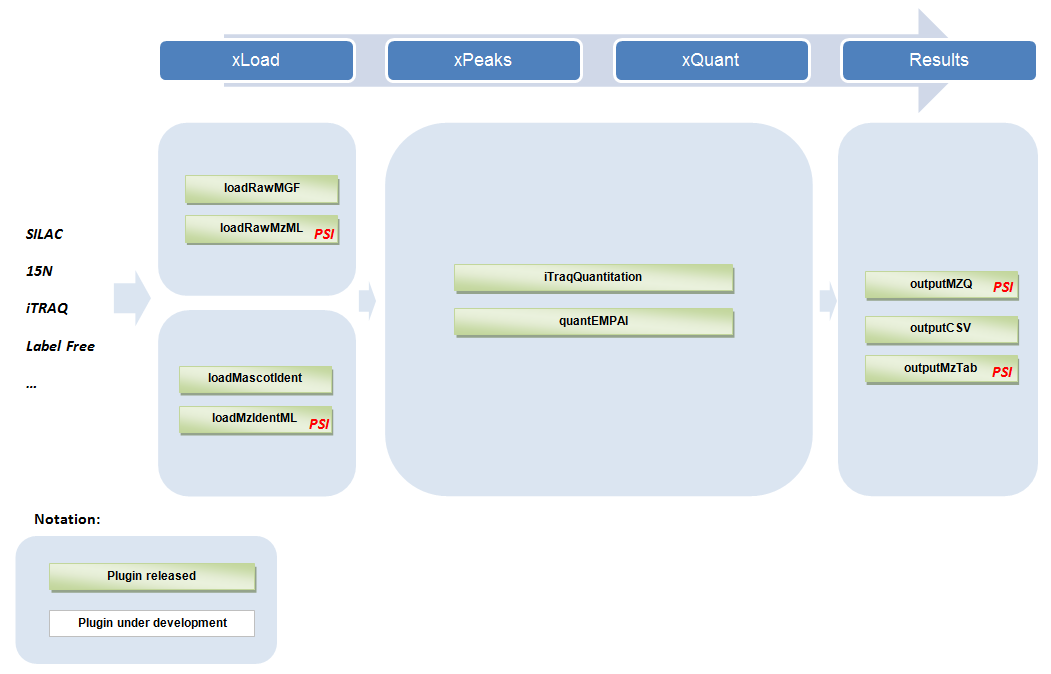 xLoad
xPeaks
xQuant
Results
SILAC
15N
iTRAQ
Label Free
...
loadRawMGF
loadRawMzML PSI
loadMascotIdent
loadMzIdentML PSI
iTraqQuantitation
quantEMPAI
outputMZQ PSI
outputCSV
outputMzTab PSI
Notation:
Plugin released
Plugin under development